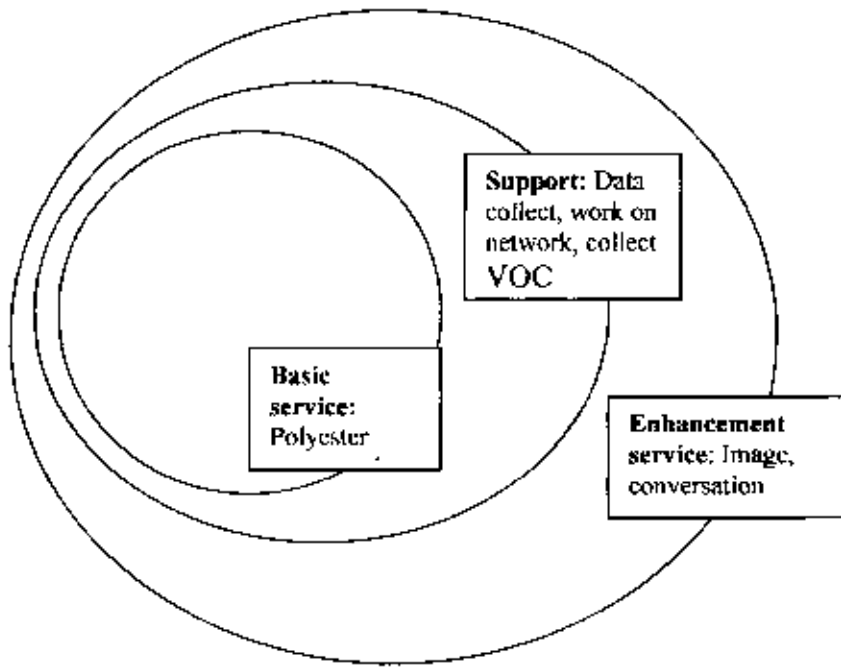 Support: Data
collect, work on
network, collect
VOC
Basic
service:
Polyester
Enhancement
service: Image,
conversation